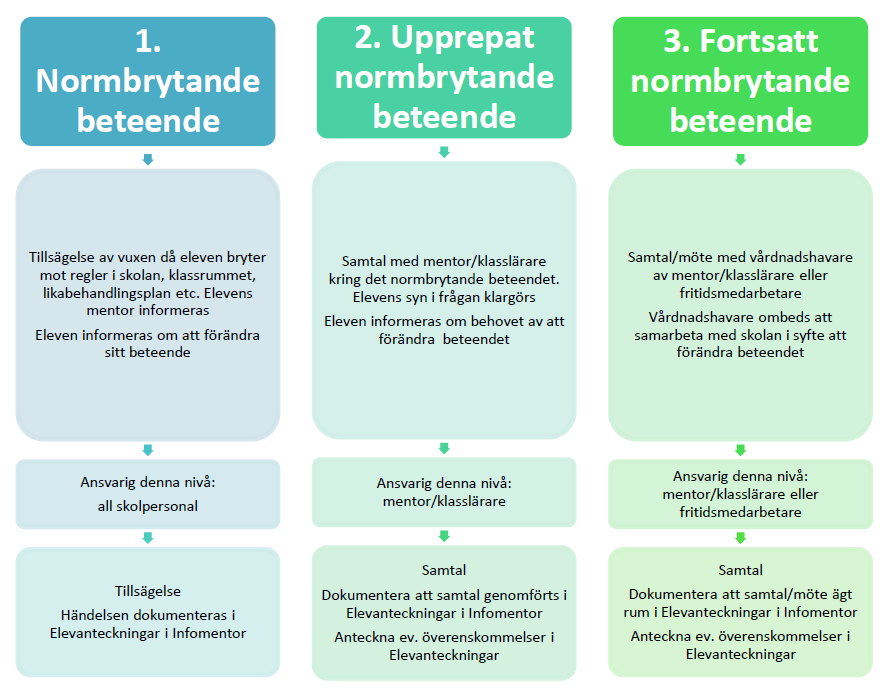 1.
Normbrytande
beteende
Tillsägelse av vuxen då eleven bryter
mot regler i skolan, klassrummet,
likabehandlingsplan etc. Elevens
mentor informeras
Eleven informeras om att förändra
sitt beteende
Ansvarig denna nivå:
all skolpersonal
Tillsägelse
Händelsen dokumenteras i
Elevanteckningar i Infomentor
2. Upprepat
normbrytande
beteende
Samtal med mentor/klasslärare
kring det normbrytande beteendet.
Elevens syn i frågan klargörs
Eleven informeras om behovet av att
förändra  beteendet
Ansvarig denna nivå:
mentor/klasslärare
Samtal
Dokumentera att samtal genomförts i
Elevanteckningar i Infomentor
Anteckna ev. överenskommelser i
Elevanteckningar
3. Fortsatt
normbrytande
beteende
Samtal/möte med vårdnadshavare
av mentor/klasslärare eller
fritidsmedarbetare
Vårdnadshavare ombeds att
samarbeta med skolan i syfte att
förändra beteendet
Ansvarig denna nivå:
mentor/klasslärare eller
fritidsmedarbetare
Samtal
Dokumentera att samtal/möte ägt
rum i Elevanteckningar i Infomentor
Anteckna ev. överenskommelser i
Elevanteckningar